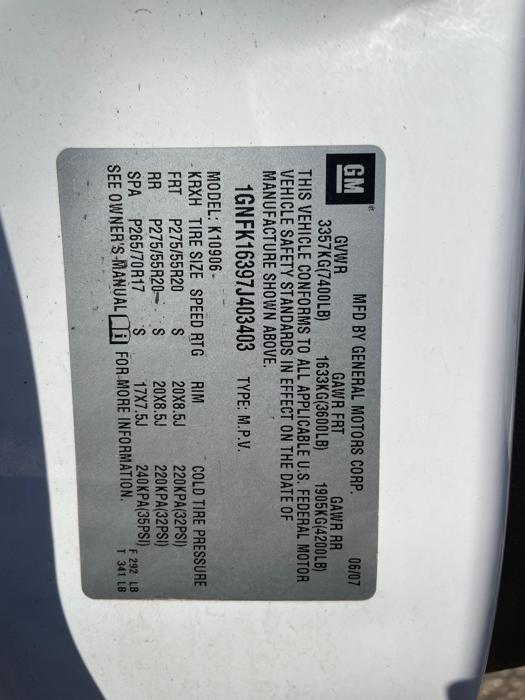 GM
MFD BY GENERAL MOTORS CORP. 06/07
GVWR GAWR FRT GAWR RR
3357KG(7400LB) 1633KG(3600LB) 1905KG(4200LB)
THIS VEHICLE CONFORMS TO ALL APPLICABLE U.S. FEDERAL MOTOR
VEHICLE SAFETY STANDARDS IN EFFECT ON THE DATE OF
MANUFACTURE SHOWN ABOVE.
1GNFK16397J403403 TYPE: M.P.V.
MODEL: K10906
KRXH TIRE SIZE SPEED RTG RIM COLD TIRE PRESSURE
FRT P275/55R20 S 20X8.5J 220KPA(32PSI)
RR P275/55R20 S 20X8.5J 220KPA(32PSI)
SPA P265/70R17 S 17X7.5J 240KPA(35PSI)
SEE OWNER'S MANUAL i FOR MORE INFORMATION.
F 292 LB
T 341 LB